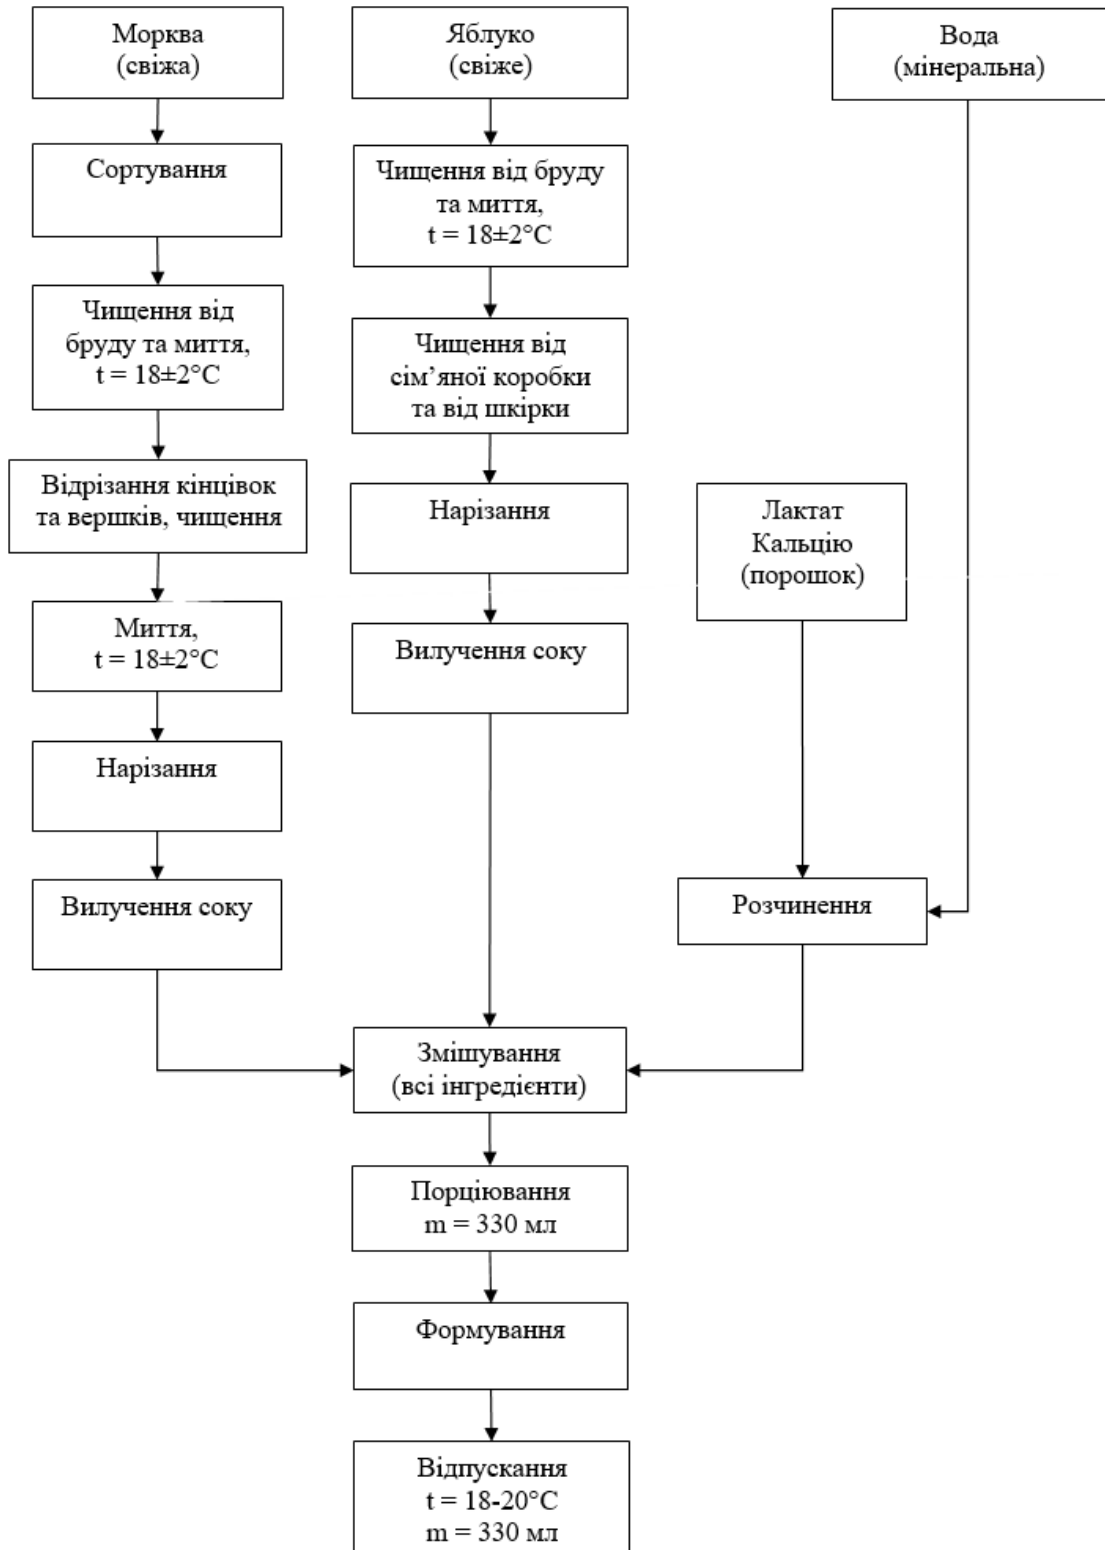 Морква
(свіжа)
Яблуко
(свіже)
Вода
(мінеральна)
Сортування
Чищення від бруду
та миття,
t = 18±2°C
Чищення від
бруду та миття,
t = 18±2°C
Чищення від
сім’яної коробки
та від шкірки
Відрізання кінцівок
та вершків, чищення
Нарізання
Лактат
Кальцію
(порошок)
Миття,
t = 18±2°C
Вилучення соку
Нарізання
Вилучення соку
Розчинення
Змішування
(всі інгредієнти)
Порціювання
m = 330 мл
Формування
Відпускання
t = 18-20°C
m = 330 мл